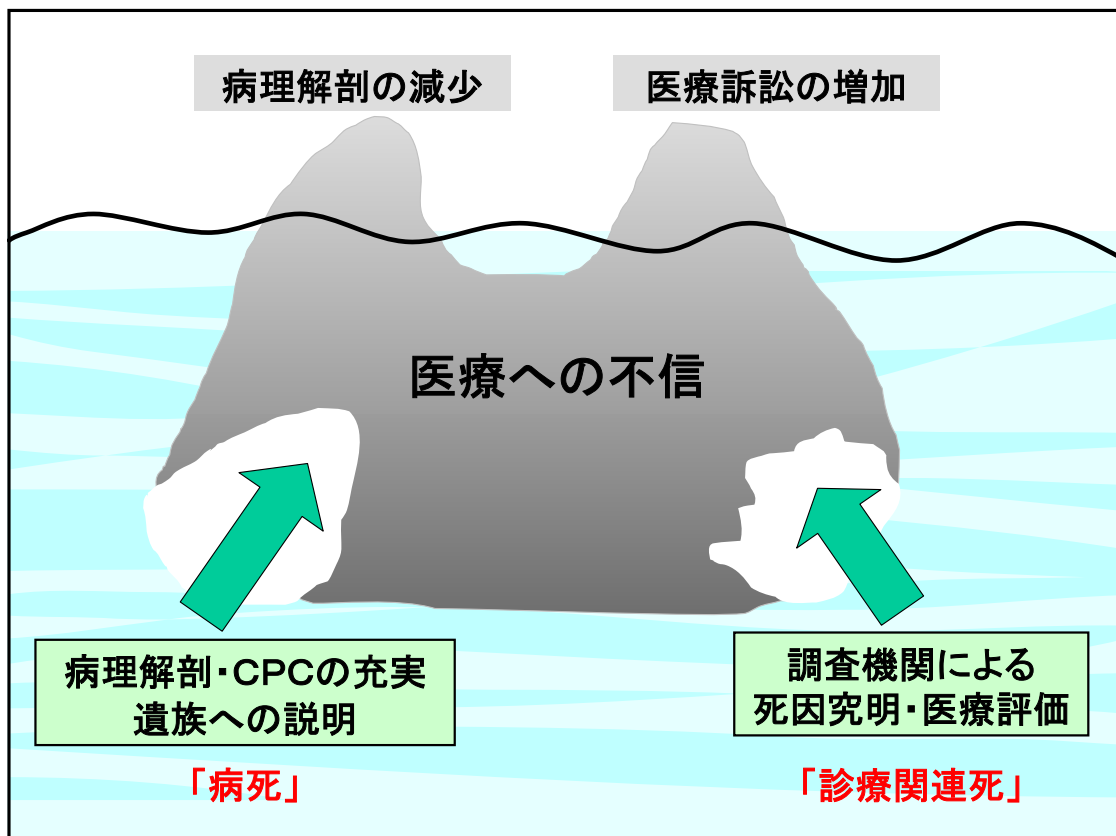 病理解剖の減少
医療訴訟の増加
医療への不信
病理解剖・CPCの充実
遺族への説明
「病死」
調査機関による
死因究明・医療評価
「診療関連死」